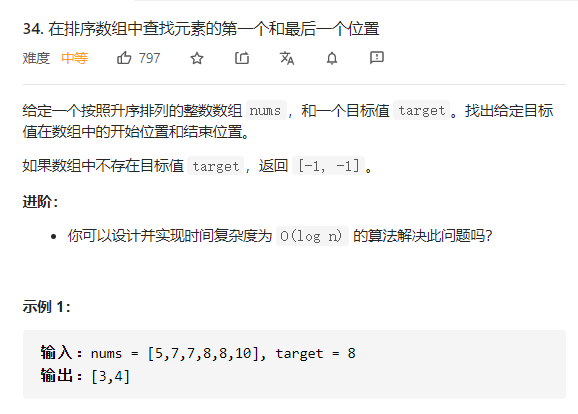 34. 在排序数组中查找元素的第一个和最后一个位置
难度 中等 797
给定一个按照升序排列的整数数组 nums，和一个目标值 target。找出给定目标
值在数组中的开始位置和结束位置。
如果数组中不存在目标值 target，返回 [-1, -1]。
进阶：
• 你可以设计并实现时间复杂度为 O(log n) 的算法解决此问题吗？
示例 1：
输入：nums = [5,7,7,8,8,10], target = 8
输出：[3,4]